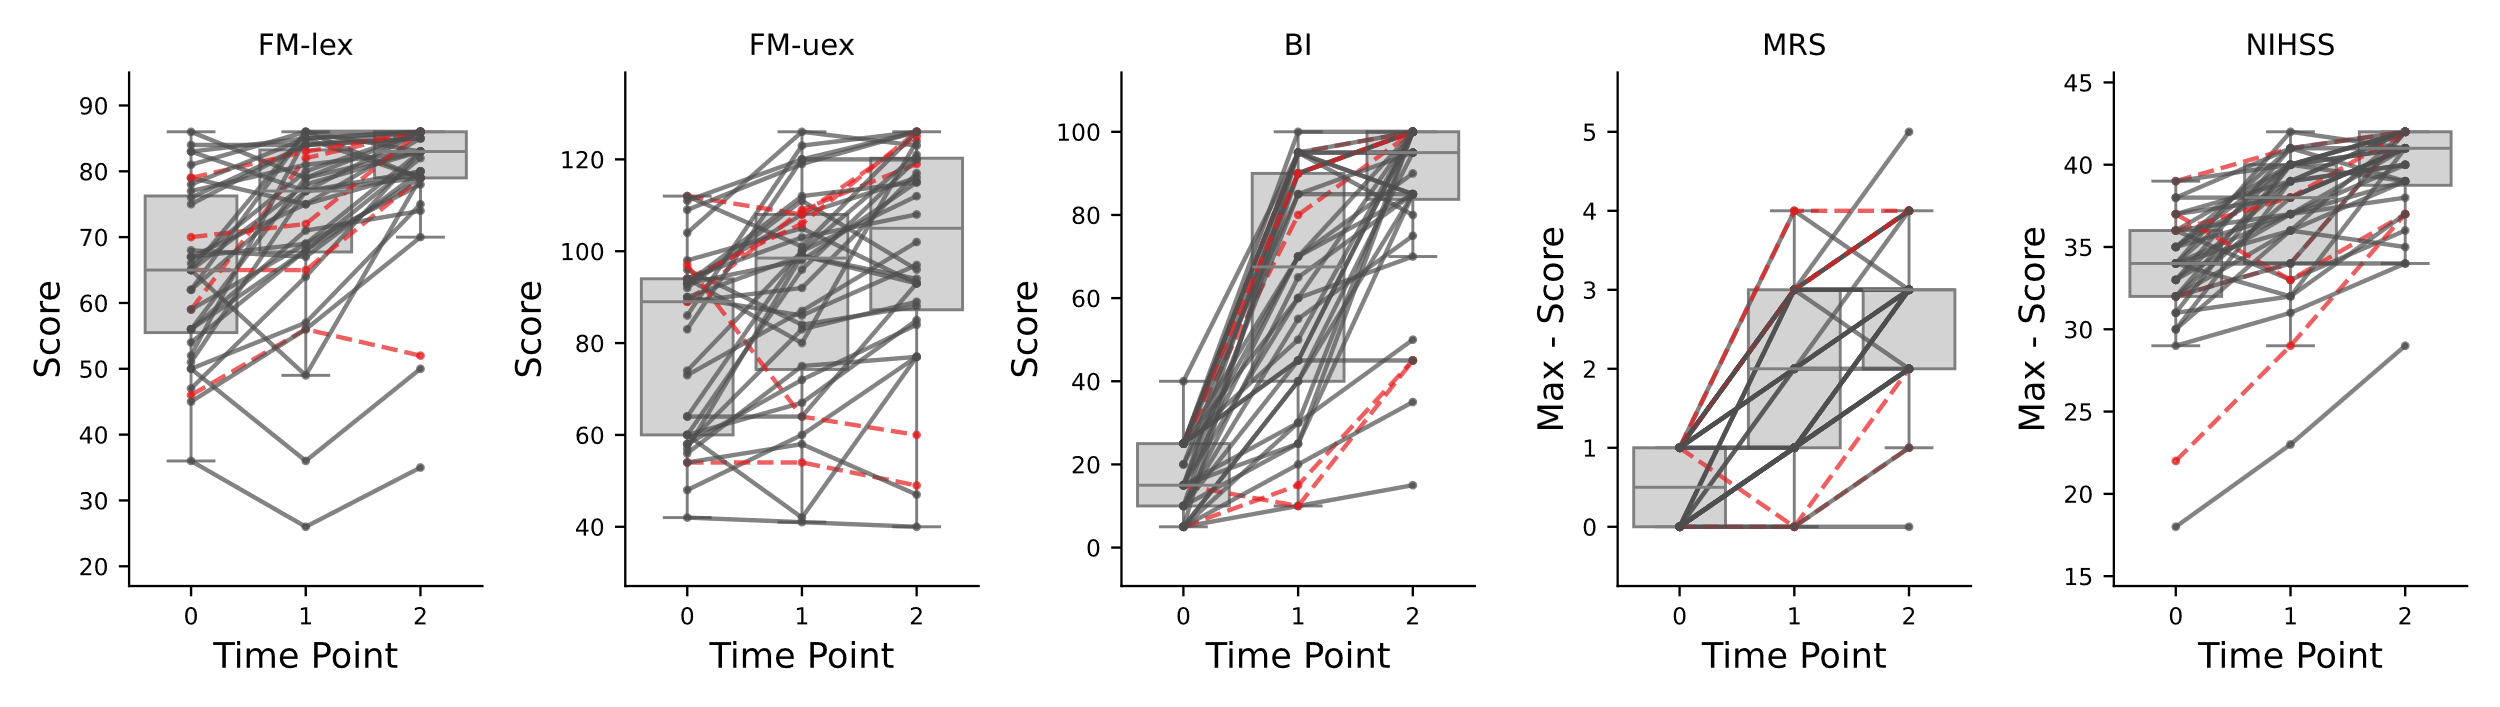 FM-lex
90
80
70
60
50
40
30
20
Score
0 1 2
Time Point
FM-uex
120
100
80
60
40
Score
0 1 2
Time Point
BI
100
80
60
40
20
0
Score
0 1 2
Time Point
MRS
5
4
3
2
1
0
Max - Score
0 1 2
Time Point
NIHSS
45
40
35
30
25
20
15
Max - Score
0 1 2
Time Point